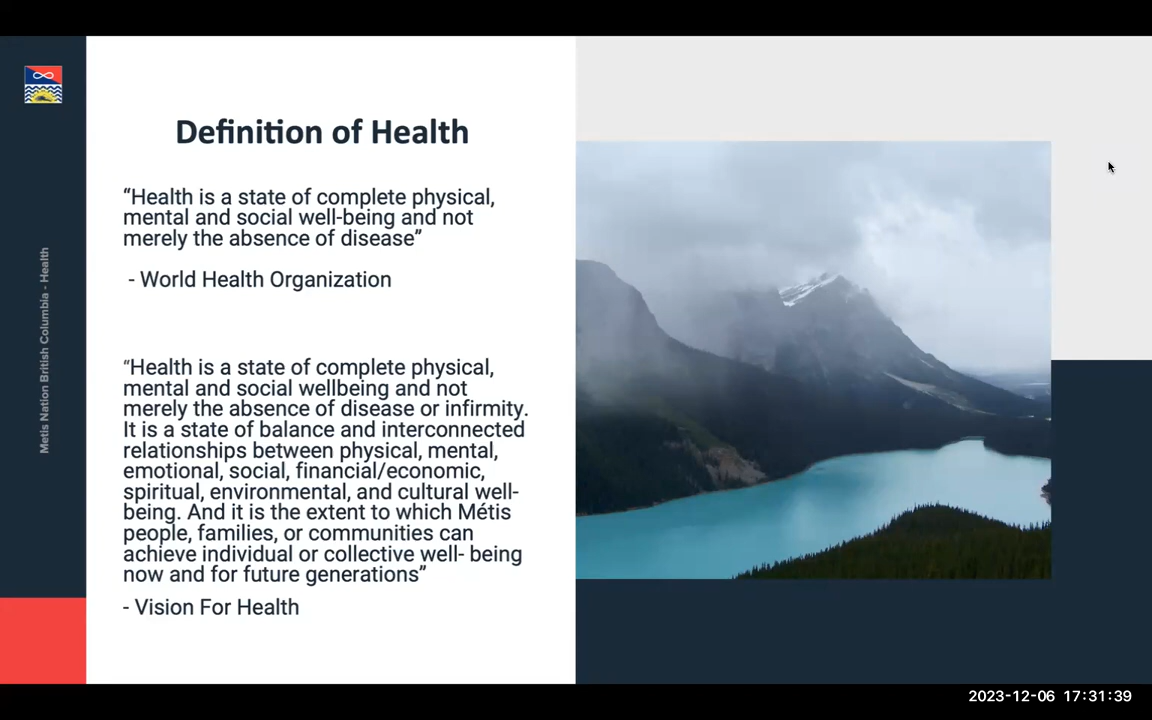 Definition of Health
“Health is a state of complete physical,
mental and social well-being and not
merely the absence of disease”
- World Health Organization
“Health is a state of complete physical,
mental and social wellbeing and not
merely the absence of disease or infirmity.
It is a state of balance and interconnected
relationships between physical, mental,
emotional, social, financial/economic,
spiritual, environmental, and cultural well-
being. And it is the extent to which Métis
people, families, or communities can
achieve individual or collective well- being
now and for future generations”
- Vision For Health
Metis Nation British Columbia - Health
2023-12-06 17:31:39